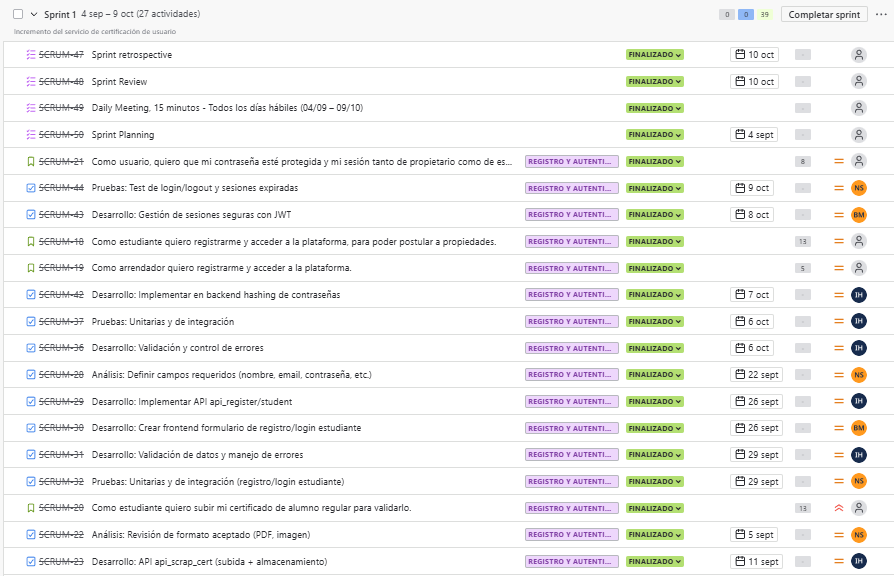 Sprint 1 4 sep – 9 oct (27 actividades) 0 0 39 Completar sprint
Incremento del servicio de certificación de usuario
SCRUM-47 Sprint retrospective FINALIZADO 10 oct -
SCRUM-48 Sprint Review FINALIZADO 10 oct -
SCRUM-49 Daily Meeting, 15 minutos - Todos los días hábiles (04/09 – 09/10) FINALIZADO -
SCRUM-50 Sprint Planning FINALIZADO 4 sept -
SCRUM-21 Como usuario, quiero que mi contraseña esté protegida y mi sesión tanto de propietario como de es... REGISTRO Y AUTENTI... FINALIZADO 8
SCRUM-44 Pruebas: Test de login/logout y sesiones expiradas REGISTRO Y AUTENTI... FINALIZADO 9 oct - NS
SCRUM-43 Desarrollo: Gestión de sesiones seguras con JWT REGISTRO Y AUTENTI... FINALIZADO 8 oct - BM
SCRUM-18 Como estudiante quiero registrarme y acceder a la plataforma, para poder postular a propiedades. REGISTRO Y AUTENTI... FINALIZADO 13
SCRUM-19 Como arrendador quiero registrarme y acceder a la plataforma. REGISTRO Y AUTENTI... FINALIZADO 5
SCRUM-42 Desarrollo: Implementar en backend hashing de contraseñas REGISTRO Y AUTENTI... FINALIZADO 7 oct - IH
SCRUM-37 Pruebas: Unitarias y de integración REGISTRO Y AUTENTI... FINALIZADO 6 oct - IH
SCRUM-36 Desarrollo: Validación y control de errores REGISTRO Y AUTENTI... FINALIZADO 6 oct - IH
SCRUM-28 Análisis: Definir campos requeridos (nombre, email, contraseña, etc.) REGISTRO Y AUTENTI... FINALIZADO 22 sept - NS
SCRUM-29 Desarrollo: Implementar API api_register/student REGISTRO Y AUTENTI... FINALIZADO 26 sept - IH
SCRUM-30 Desarrollo: Crear frontend formulario de registro/login estudiante REGISTRO Y AUTENTI... FINALIZADO 26 sept - BM
SCRUM-31 Desarrollo: Validación de datos y manejo de errores REGISTRO Y AUTENTI... FINALIZADO 29 sept - IH
SCRUM-32 Pruebas: Unitarias y de integración (registro/login estudiante) REGISTRO Y AUTENTI... FINALIZADO 29 sept - NS
SCRUM-20 Como estudiante quiero subir mi certificado de alumno regular para validarlo. REGISTRO Y AUTENTI... FINALIZADO 13
SCRUM-22 Análisis: Revisión de formato aceptado (PDF, imagen) REGISTRO Y AUTENTI... FINALIZADO 5 sept - NS
SCRUM-23 Desarrollo: API api_scrap_cert (subida + almacenamiento) REGISTRO Y AUTENTI... FINALIZADO 11 sept - IH